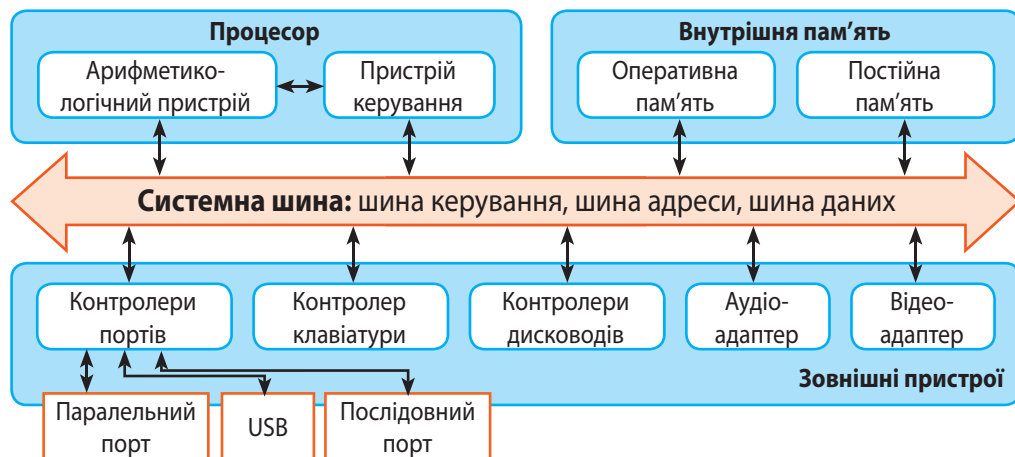 Процесор
Арифметико-
логічний пристрій
Пристрій
керування
Внутрішня пам’ять
Оперативна
пам’ять
Постійна
пам’ять
Системна шина: шина керування, шина адреси, шина даних
Контролери
портів
Контролер
клавіатури
Контролери
дисководів
Аудіо-
адаптер
Відео-
адаптер
Зовнішні пристрої
Паралельний
порт
USB
Послідовний
порт